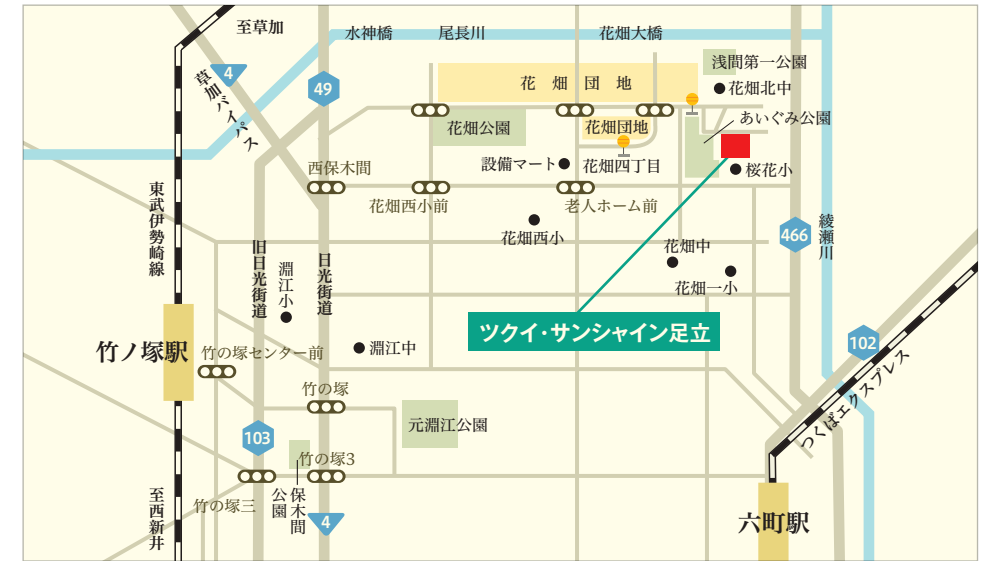 至草加
水神橋
尾長川
花畑大橋
4
草加バイパス
49
花畑団地
浅間第一公園
花畑北中
あいぐみ公園
花畑公園
花畑団地
設備マート
花畑四丁目
桜花小
西保木間
花畑西小前
老人ホーム前
東武伊勢崎線
花畑西小
466
綾瀬川
旧日光街道
淵江小
日光街道
花畑中
花畑一小
ツクイ・サンシャイン足立
竹ノ塚駅
竹の塚センター前
淵江中
102
つくばエクスプレス
竹の塚
元淵江公園
103
竹の塚3
保木間公園
竹の塚三
至西新井
4
六町駅